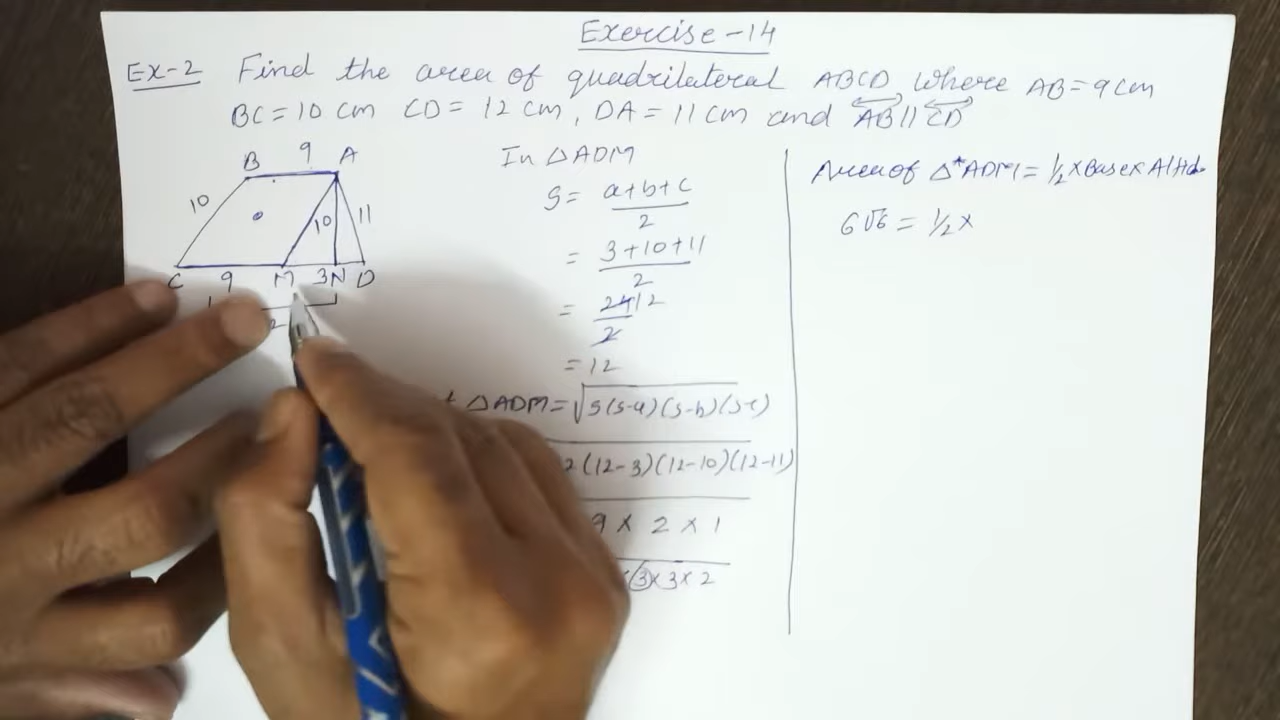 Exercise-14
Ex-2 Find the area of quadrilateral ABCD, where AB=9cm
BC=10 cm CD=12 cm, DA=11 cm and AB || CD
B 9 A
10 10 11
C 9 M 3 N D
In △ADM
S= a+b+c / 2
= 3+10+11 / 2
= 24 12 / 2
=12
△ADM=√s(s-a)(s-b)(s-c)
2(12-3)(12-10)(12-11)
9 × 2 × 1
3×3×2
Area of △ ADM = 1/2 × Base×
6√6 = 1/2 ×